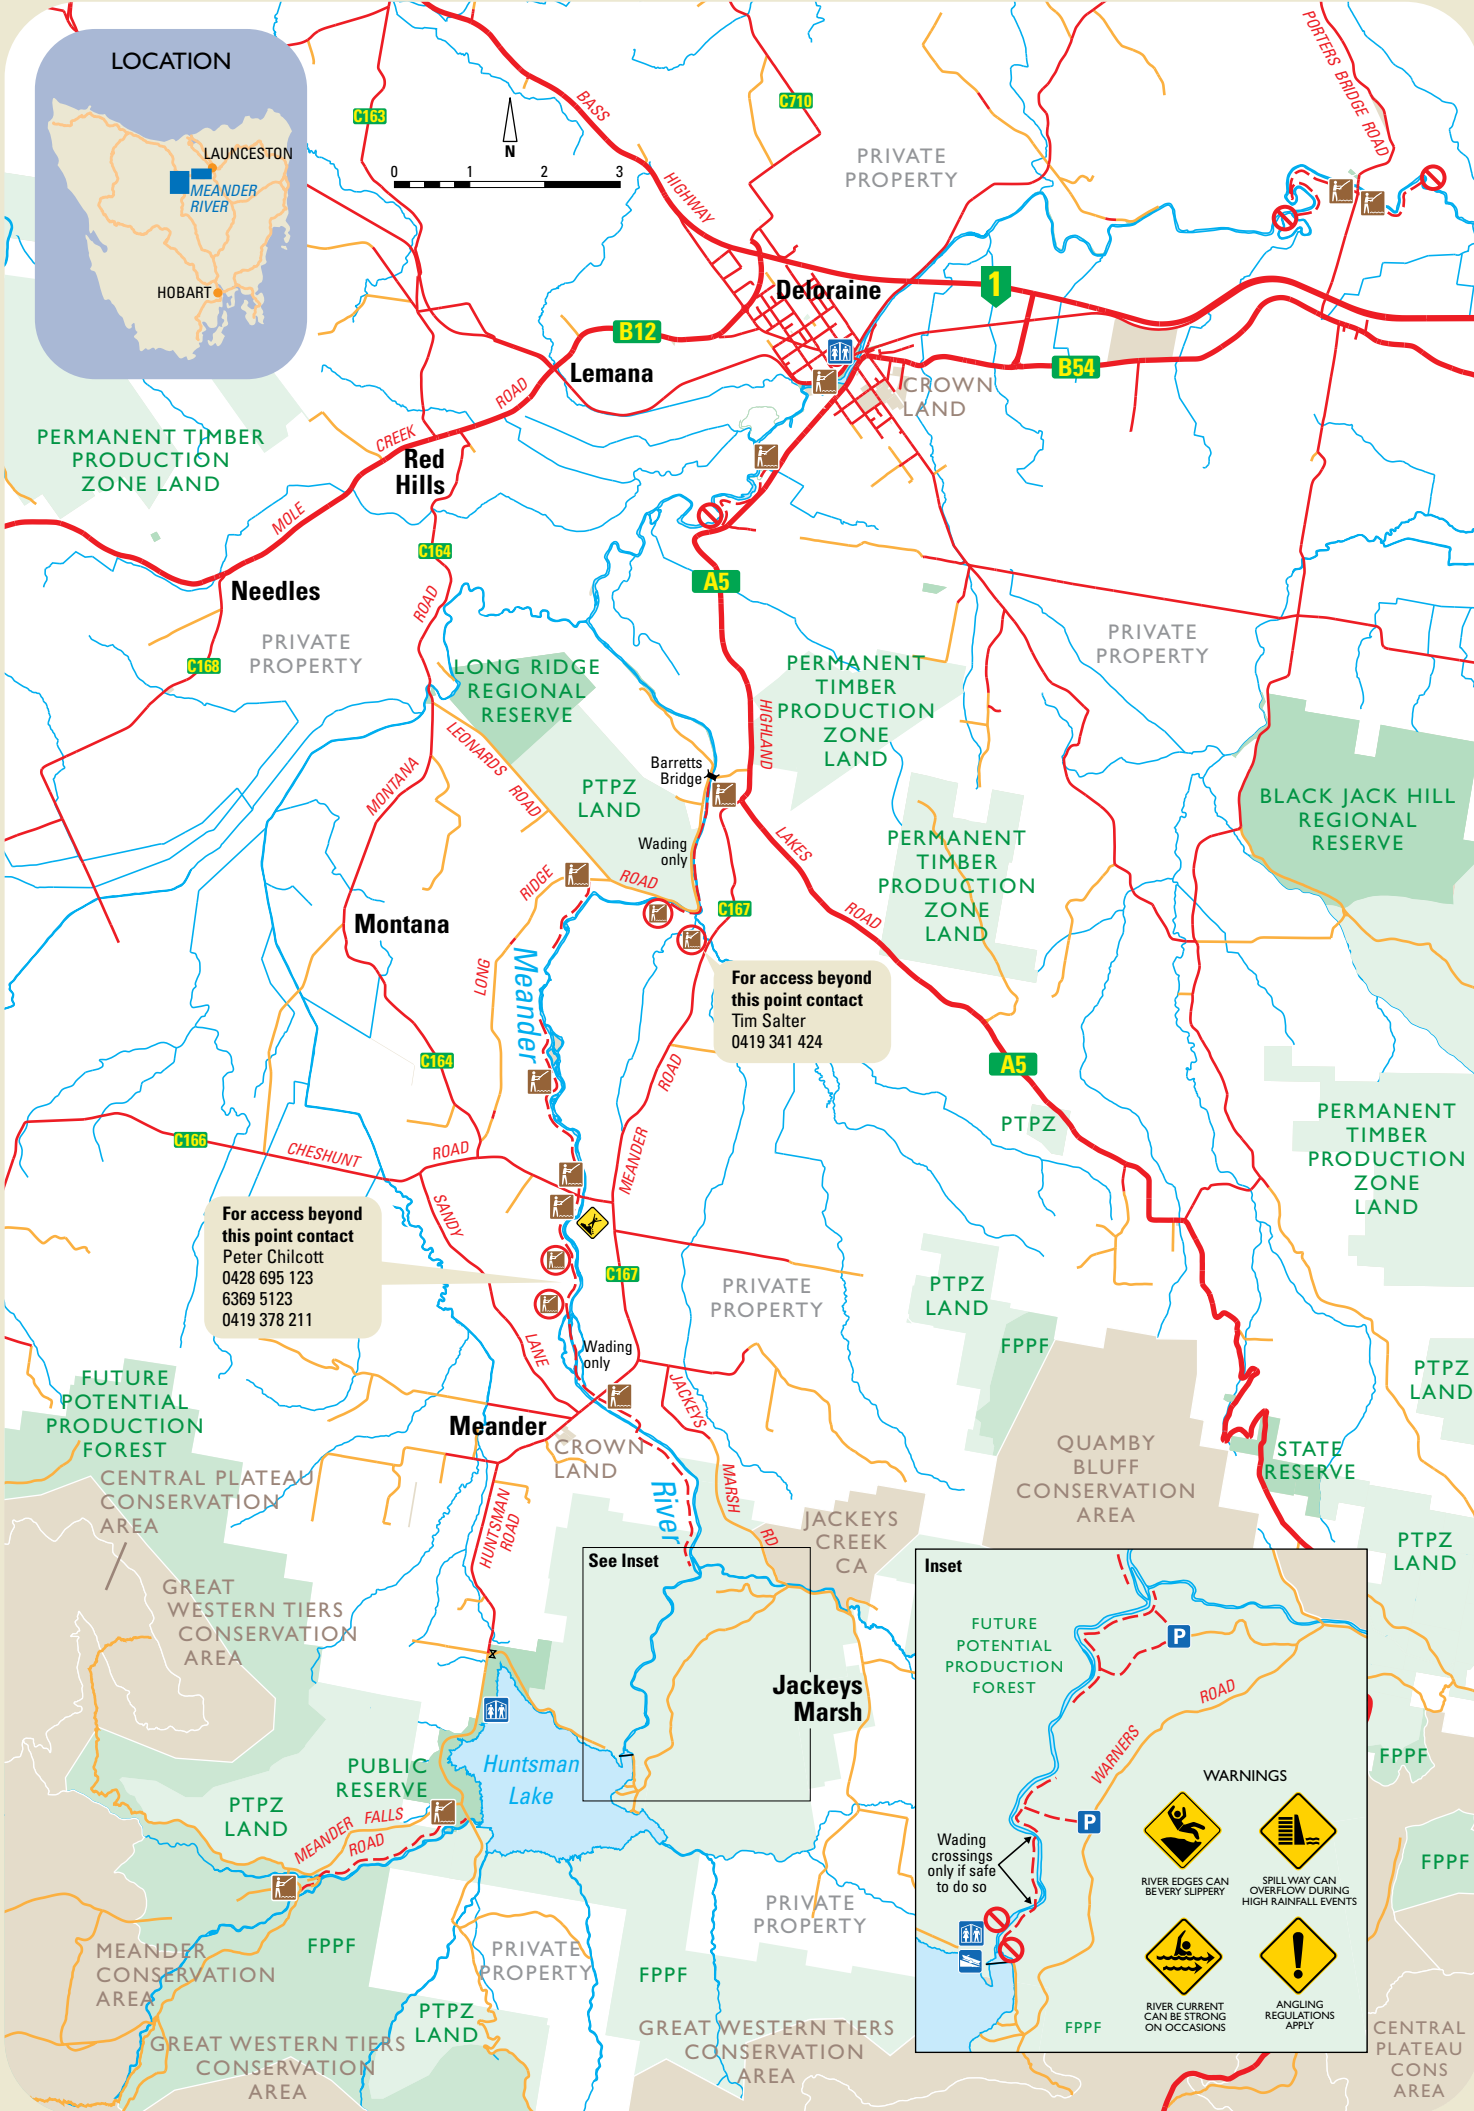 LOCATION
LAUNCESTON
MEANDER
RIVER
HOBART
C163
BASS
HIGHWAY
N
0 1 2 3
C710
PRIVATE
PROPERTY
PORTERS BRIDGE ROAD
Deloraine
1
B12
B54
Lemana
CROWN
LAND
PERMANENT TIMBER
PRODUCTION
ZONE LAND
MOLE
CREEK
ROAD
Red
Hills
C164
ROAD
Needles
C168
PRIVATE
PROPERTY
A5
LONG RIDGE
REGIONAL
RESERVE
PERMANENT
TIMBER
PRODUCTION
ZONE
LAND
PRIVATE
PROPERTY
HIGHLAND
LAKES
ROAD
LEONARDS
ROAD
MONTANA
Barretts
Bridge
PTPZ
LAND
Wading
only
BLACK JACK HILL
REGIONAL
RESERVE
PERMANENT
TIMBER
PRODUCTION
ZONE
LAND
LONG
RIDGE
ROAD
C167
Montana
Meander
For access beyond
this point contact
Tim Salter
0419 341 424
C164
ROAD
MEANDER
A5
PTPZ
PERMANENT
TIMBER
PRODUCTION
ZONE
LAND
C166
CHESHUNT
ROAD
SANDY
LANE
For access beyond
this point contact
Peter Chilcott
0428 695 123
6369 5123
0419 378 211
C167
PRIVATE
PROPERTY
PTPZ
LAND
FPPF
Wading
only
PTPZ
LAND
FUTURE
POTENTIAL
PRODUCTION
FOREST
JACKEYS
MARSH
RD
Meander
CROWN
LAND
River
QUAMBY
BLUFF
CONSERVATION
AREA
STATE
RESERVE
CENTRAL PLATEAU
CONSERVATION
AREA
HUNTSMAN
ROAD
JACKEYS
CREEK
CA
PTPZ
LAND
See Inset
GREAT
WESTERN TIERS
CONSERVATION
AREA
Jackeys
Marsh
PUBLIC
RESERVE
Huntsman
Lake
PTPZ
LAND
MEANDER FALLS
ROAD
FPPF
FPPF
MEANDER
CONSERVATION
AREA
FPPF
PRIVATE
PROPERTY
PRIVATE
PROPERTY
FPPF
PTPZ
LAND
GREAT WESTERN TIERS
CONSERVATION
AREA
GREAT WESTERN TIERS
CONSERVATION
AREA
CENTRAL
PLATEAU
CONS
AREA
Inset
FUTURE
POTENTIAL
PRODUCTION
FOREST
P
WARNERS
ROAD
P
Wading
crossings
only if safe
to do so
FPPF
WARNINGS
RIVER EDGES CAN
BE VERY SLIPPERY
SPILLWAY CAN
OVERFLOW DURING
HIGH RAINFALL EVENTS
RIVER CURRENT
CAN BE STRONG
ON OCCASIONS
ANGLING
REGULATIONS
APPLY